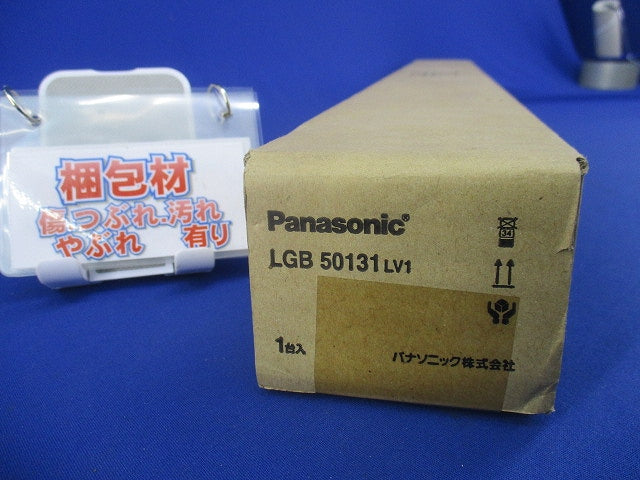 梱包材
傷.つぶれ.汚れ
やぶれ 有り
Panasonic®
LGB 50131 LV1
34
1台入
パナソニック株式会社